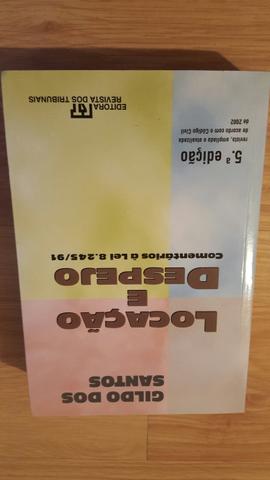 GILDO DOS
SANTOS
LOCAÇÃO
E
DESPEJO
Comentários à Lei 8.245/91
5.ª edição
revista, ampliada e atualizada
de acordo com o Código Civil
de 2002
EDITORA RT
REVISTA DOS TRIBUNAIS